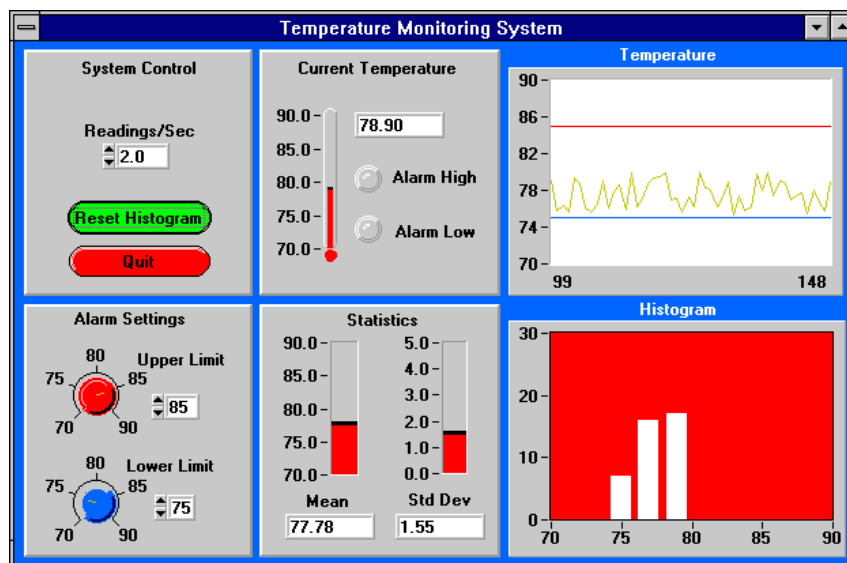 Temperature Monitoring System
System Control
Readings/Sec
2.0
Reset Histogram
Quit
Current Temperature
90.0
85.0
80.0
75.0
70.0
78.90
Alarm High
Alarm Low
Temperature
90
86
82
78
74
70
99 148
Alarm Settings
Upper Limit
80
75 85
70 90
85
Lower Limit
80
75 85
70 90
75
Statistics
90.0
85.0
80.0
75.0
70.0
Mean
77.78
5.0
4.0
3.0
2.0
1.0
0.0
Std Dev
1.55
Histogram
30
20
10
0
70 75 80 85 90